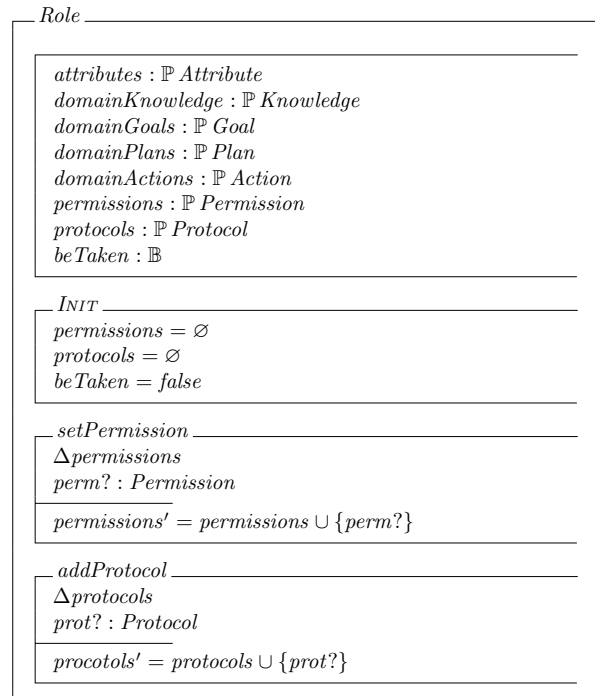 Role
attributes : ℙ Attribute
domainKnowledge : ℙ Knowledge
domainGoals : ℙ Goal
domainPlans : ℙ Plan
domainActions : ℙ Action
permissions : ℙ Permission
protocols : ℙ Protocol
beTaken : 𝔹
INIT
permissions = ∅
protocols = ∅
beTaken = false
setPermission
Δpermissions
perm? : Permission
permissions′ = permissions ∪ {perm?}
addProtocol
Δprotocols
prot? : Protocol
procotols′ = protocols ∪ {prot?}